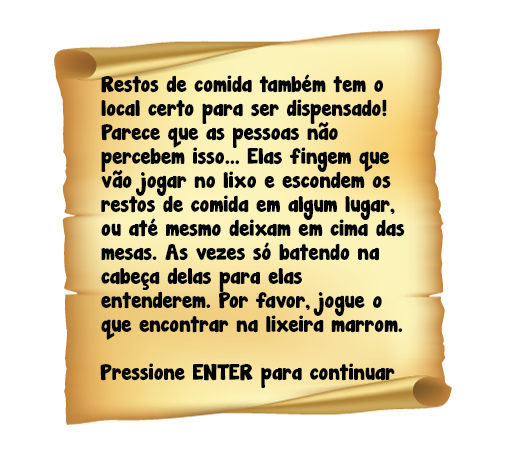 Restos de comida também tem o
local certo para ser dispensado!
Parece que as pessoas não
percebem isso... Elas fingem que
vão jogar no lixo e escondem os
restos de comida em algum lugar,
ou até mesmo deixam em cima das
mesas. As vezes só batendo na
cabeça delas para elas
entenderem. Por favor, jogue o
que encontrar na lixeira marrom.
Pressione ENTER para continuar